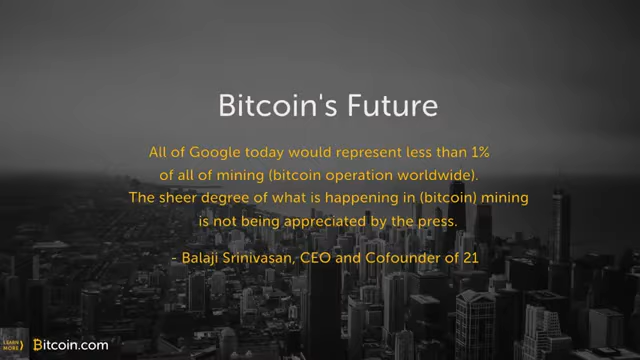 Bitcoin's Future
All of Google today would represent less than 1%
of all of mining (bitcoin operation worldwide).
The sheer degree of what is happening in (bitcoin) mining
is not being appreciated by the press.
- Balaji Srinivasan, CEO and Cofounder of 21
LEARN
MORE
Bitcoin.com